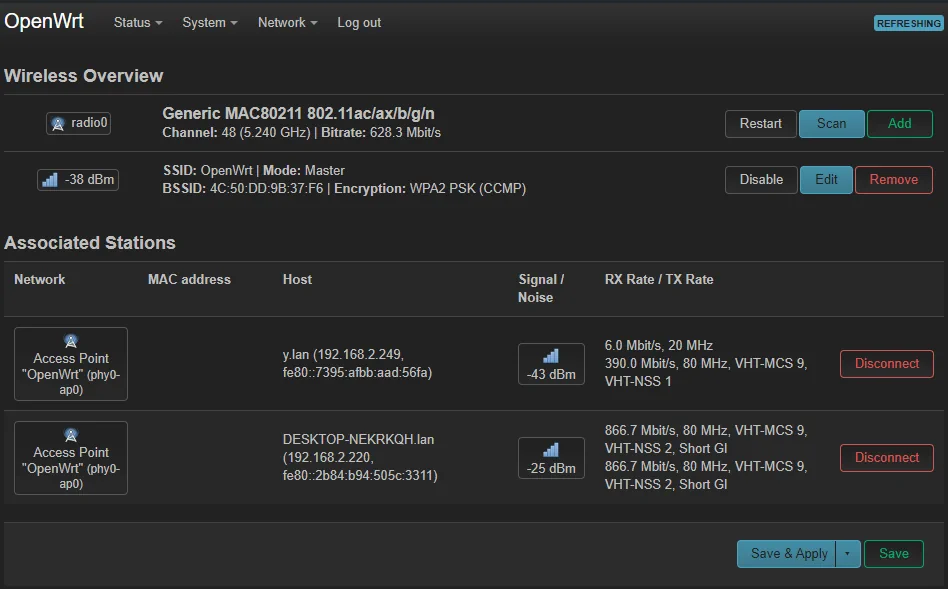 OpenWrt Status System Network Log out REFRESHING
Wireless Overview
radio0 Generic MAC80211 802.11ac/ax/b/g/n
Channel: 48 (5.240 GHz) | Bitrate: 628.3 Mbit/s
Restart Scan Add
-38 dBm SSID: OpenWrt | Mode: Master
BSSID: 4C:50:DD:9B:37:F6 | Encryption: WPA2 PSK (CCMP)
Disable Edit Remove
Associated Stations
Network MAC address Host Signal / Noise RX Rate / TX Rate
Access Point
"OpenWrt" (phy0-
ap0)
y.lan (192.168.2.249,
fe80::7395:afbb:aad:56fa)
-43 dBm
6.0 Mbit/s, 20 MHz
390.0 Mbit/s, 80 MHz, VHT-MCS 9,
VHT-NSS 1
Disconnect
Access Point
"OpenWrt" (phy0-
ap0)
DESKTOP-NEKRKQH.lan
(192.168.2.220,
fe80::2b84:b94:505c:3311)
-25 dBm
866.7 Mbit/s, 80 MHz, VHT-MCS 9,
VHT-NSS 2, Short GI
866.7 Mbit/s, 80 MHz, VHT-MCS 9,
VHT-NSS 2, Short GI
Disconnect
Save & Apply Save